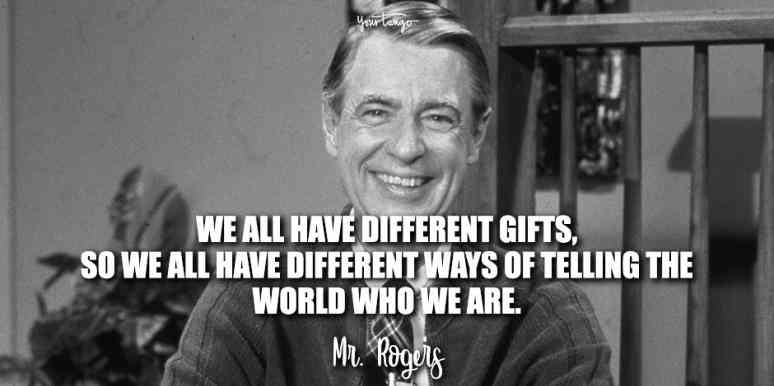 yourtango
WE ALL HAVE DIFFERENT GIFTS,
SO WE ALL HAVE DIFFERENT WAYS OF TELLING THE
WORLD WHO WE ARE.
Mr. Rogers